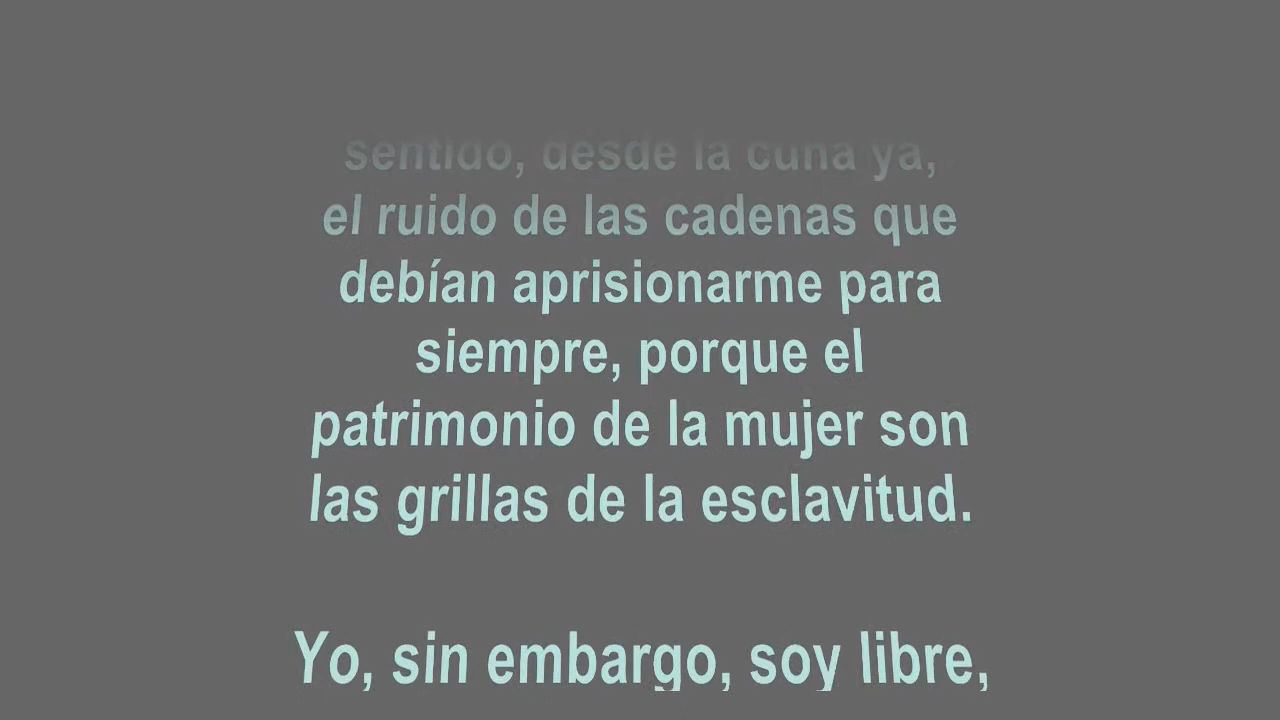 sentido, desde la cuna ya,
el ruido de las cadenas que
debían aprisionarme para
siempre, porque el
patrimonio de la mujer son
las grillas de la esclavitud.
Yo, sin embargo, soy libre,